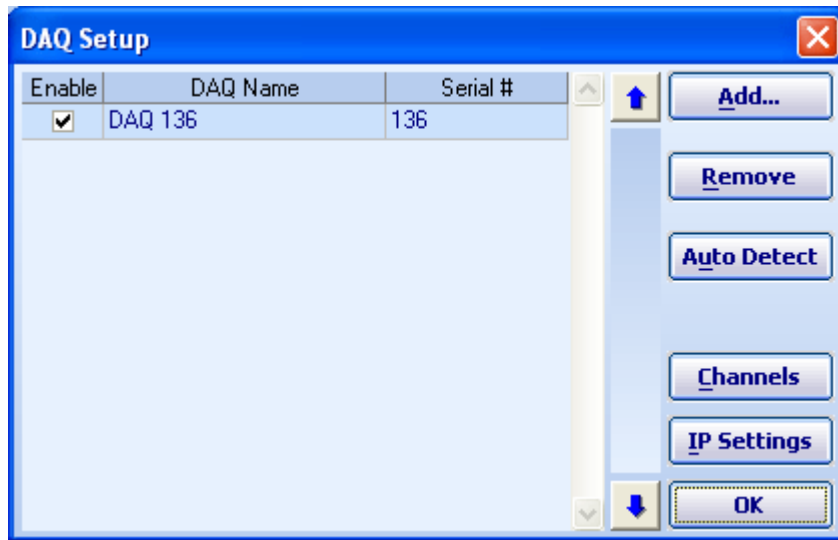 DAQ Setup
Enable DAQ Name Serial #
DAQ 136 136
Add...
Remove
Auto Detect
Channels
IP Settings
OK